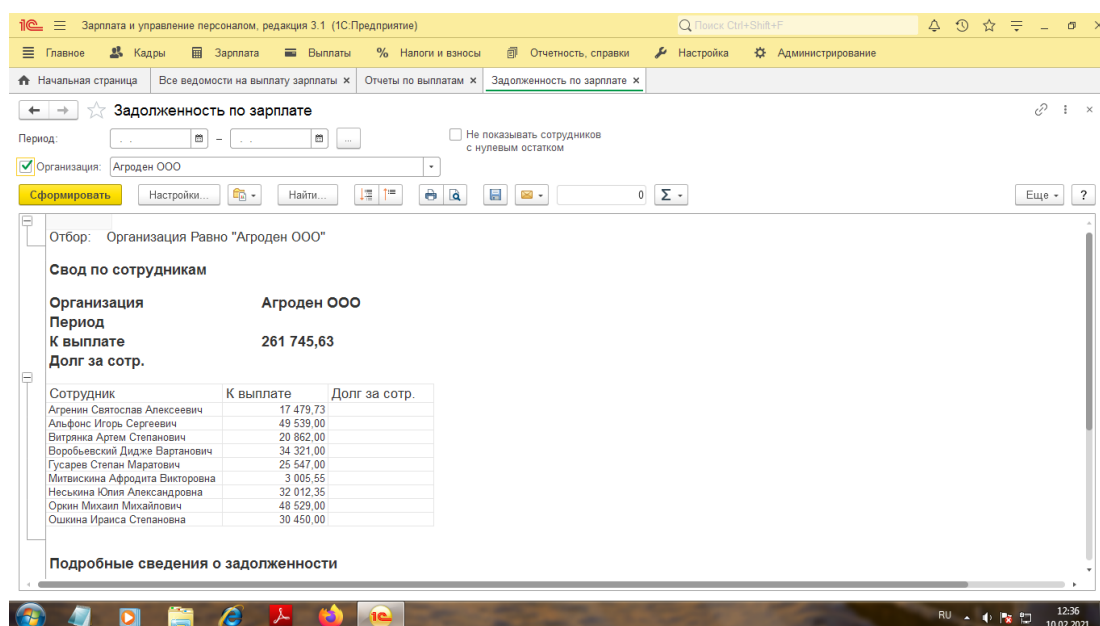 1С Зарплата и управление персоналом, редакция 3.1 (1С:Предприятие) Поиск Ctrl+Shift+F
Главное Кадры Зарплата Выплаты % Налоги и взносы Отчетность, справки Настройка Администрирование
Начальная страница Все ведомости на выплату зарплаты × Отчеты по выплатам × Задолженность по зарплате ×
Задолженность по зарплате
Период: . . – . . ... Не показывать сотрудников
с нулевым остатком
Организация: Агроден ООО
Сформировать Настройки... Найти... 0 Σ Еще ?
Отбор: Организация Равно "Агроден ООО"
Свод по сотрудникам
Организация Агроден ООО
Период
К выплате 261 745,63
Долг за сотр.
Сотрудник К выплате Долг за сотр.
Агренин Святослав Алексеевич 17 479,73
Альфонс Игорь Сергеевич 49 539,00
Витрянка Артем Степанович 20 862,00
Воробьевский Дидже Вартанович 34 321,00
Гусарев Степан Маратович 25 547,00
Митвискина Афродита Викторовна 3 005,55
Неськина Юлия Александровна 32 012,35
Оркин Михаил Михайлович 48 529,00
Ошкина Ираиса Степановна 30 450,00
Подробные сведения о задолженности
1С RU 12:36
10.02.2021